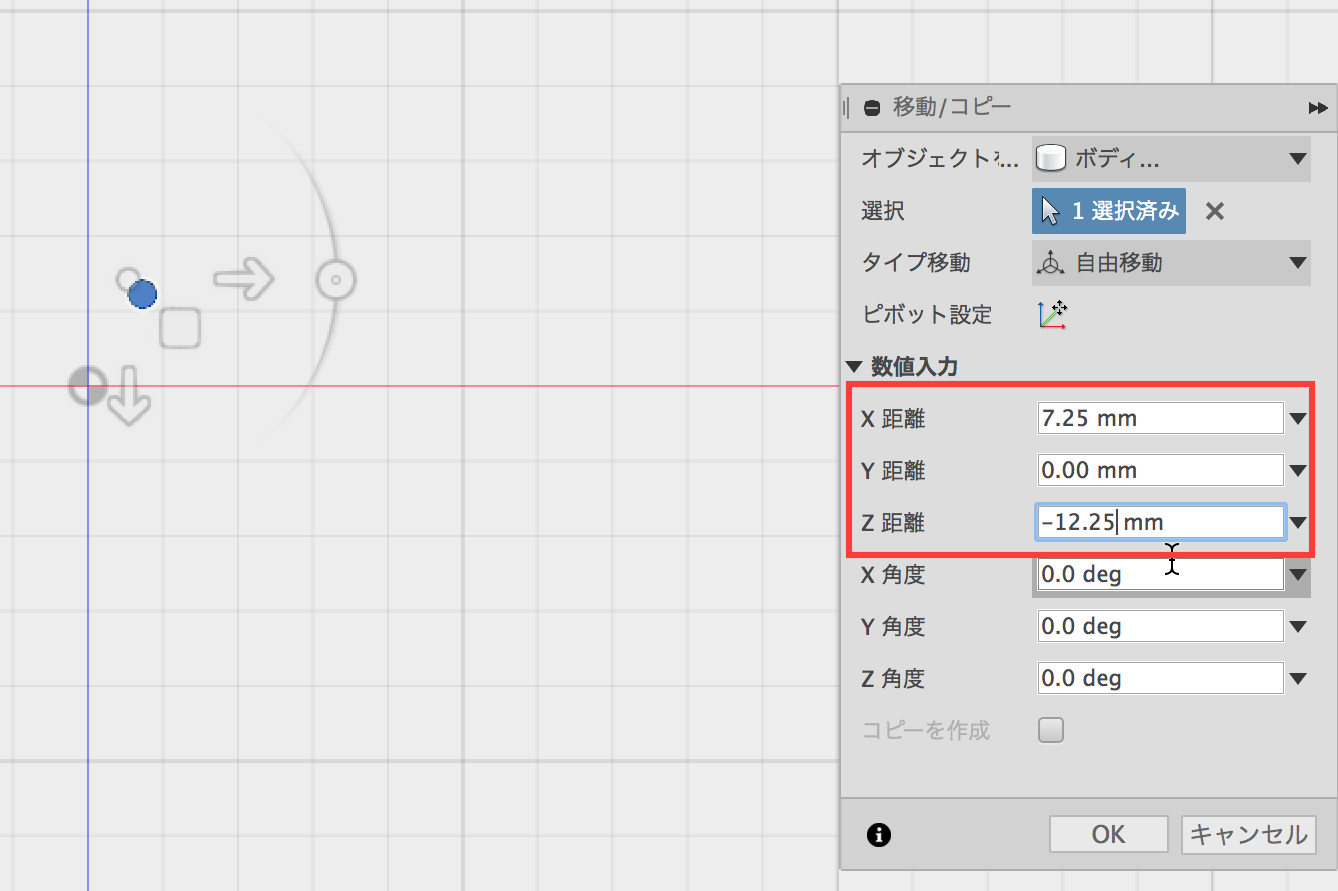 移動/コピー
オブジェクトを...
ボディ...
選択
1 選択済み
タイプ移動
自由移動
ピボット設定
数値入力
X 距離
7.25 mm
Y 距離
0.00 mm
Z 距離
-12.25 mm
X 角度
0.0 deg
Y 角度
0.0 deg
Z 角度
0.0 deg
コピーを作成
OK
キャンセル